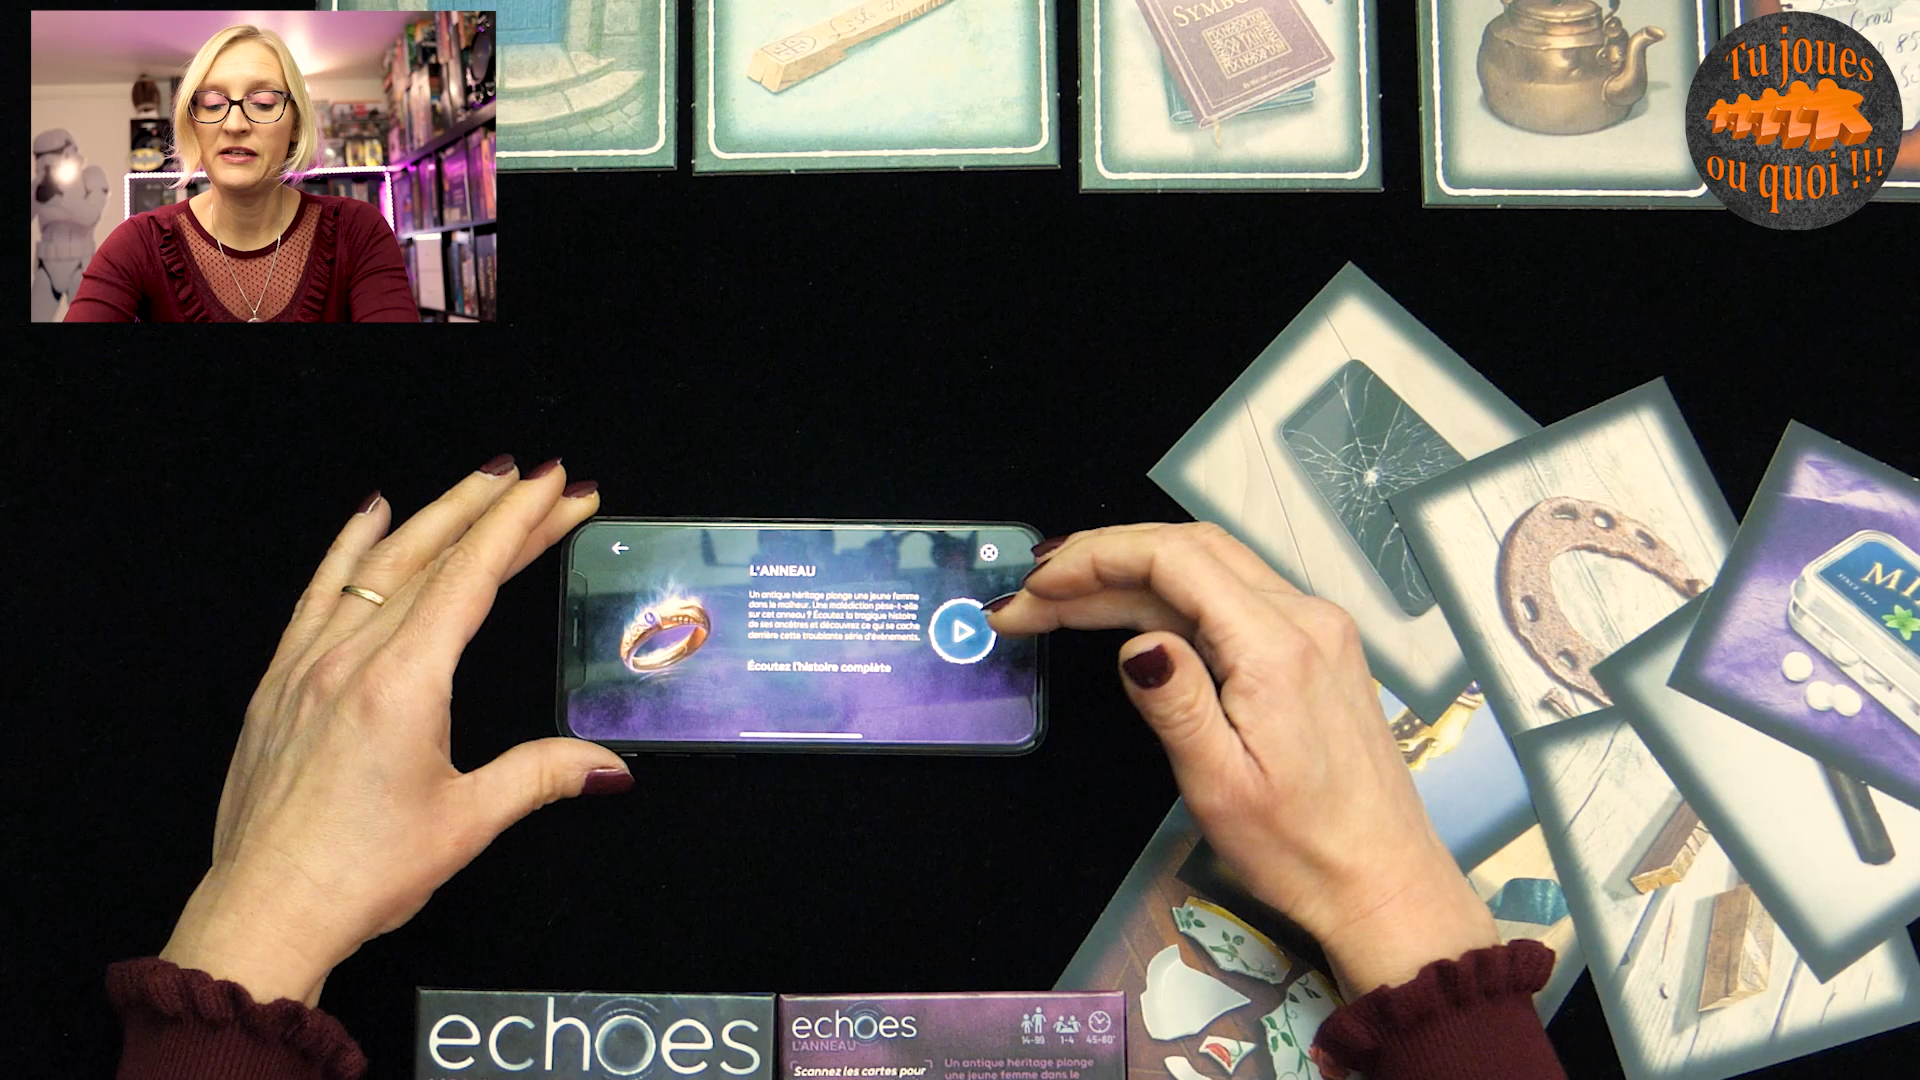 Tu joues
ou quoi !!!
L'ANNEAU
Un antique héritage plonge une jeune femme
dans le malheur. Une malédiction pèse-t-elle
sur cet anneau ? Écoutez la tragique histoire
de ses ancêtres et découvrez ce qui se cache
derrière cette troublante série d'évènements.
Écoutez l'histoire complète
echoes
echoes
L'ANNEAU
14-99 1-4 45-60'
Scannez les cartes pour
Un antique héritage plonge
une jeune femme dans le